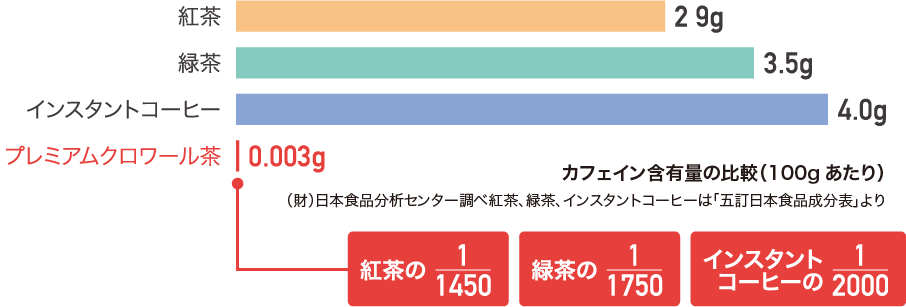 紅茶 2 9g
緑茶 3.5g
インスタントコーヒー 4.0g
プレミアムクロワール茶 0.003g
カフェイン含有量の比較（100gあたり）
（財）日本食品分析センター調べ紅茶、緑茶、インスタントコーヒーは「五訂日本食品成分表」より
紅茶の 1/1450
緑茶の 1/1750
インスタント
コーヒーの 1/2000